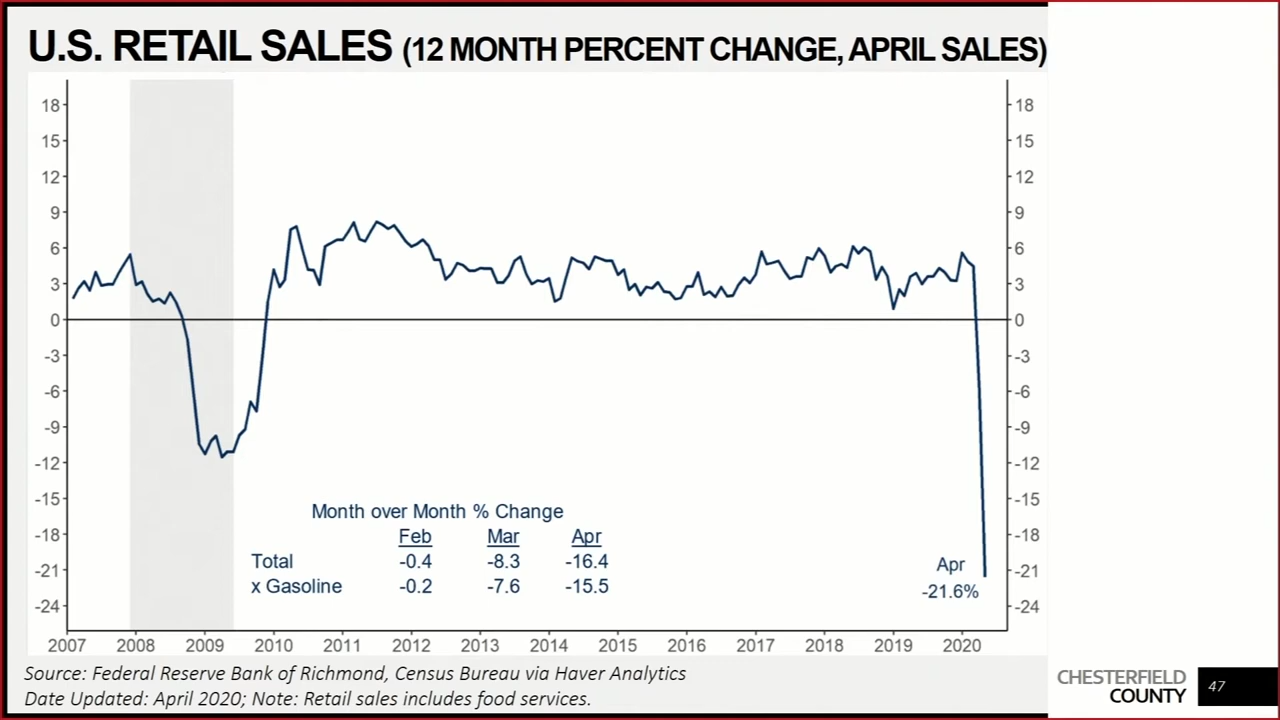 U.S. RETAIL SALES (12 MONTH PERCENT CHANGE, APRIL SALES)
18 18
15 15
12 12
9 9
6 6
3 3
0 0
-3 -3
-6 -6
-9 -9
-12 -12
-15 -15
Month over Month % Change
Feb Mar Apr
-18 -18
Total -0.4 -8.3 -16.4
Apr
-21 -21
x Gasoline -0.2 -7.6 -15.5
-21.6%
-24 -24
2007 2008 2009 2010 2011 2012 2013 2014 2015 2016 2017 2018 2019 2020
Source: Federal Reserve Bank of Richmond, Census Bureau via Haver Analytics
Date Updated: April 2020; Note: Retail sales includes food services.
CHESTERFIELD
COUNTY
47